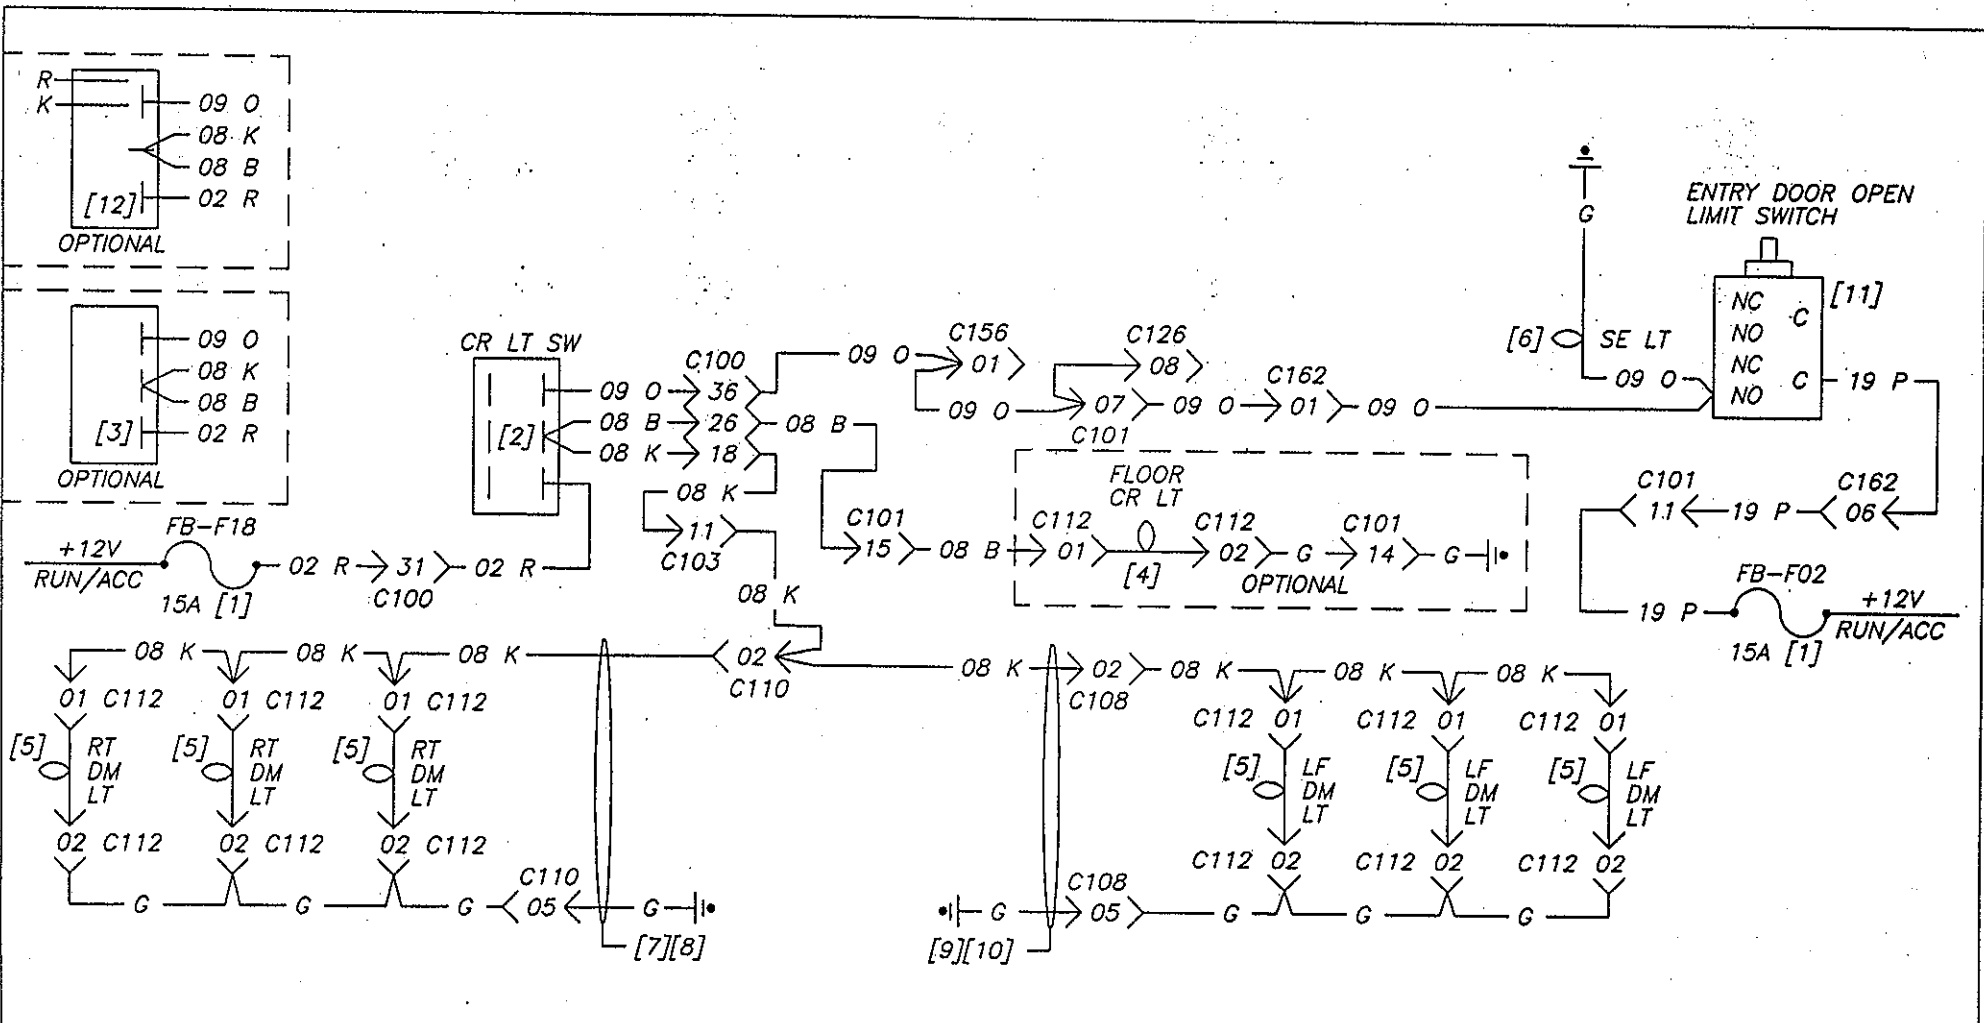 R
K
09 O
08 K
08 B
02 R
[12]
OPTIONAL
09 O
08 K
08 B
02 R
[3]
OPTIONAL
CR LT SW
[2]
09 O
08 B
08 K
C100
36
26
18
09 O
08 B
C156
01
09 O
C126
08
07
C101
09 O
C162
01
09 O
G
[6]
SE LT
09 O
ENTRY DOOR OPEN
LIMIT SWITCH
NC
NO
NC
NO
C
C
[11]
19 P
08 K
11
C103
08 K
C101
15
08 B
FLOOR
CR LT
C112
01
[4]
C112
02
G
OPTIONAL
C101
14
G
C101
11
19 P
C162
06
19 P
FB-F02
15A [1]
+12V
RUN/ACC
FB-F18
+12V
RUN/ACC
15A [1]
02 R
31
C100
02 R
08 K
08 K
08 K
02
C110
08 K
02
C108
08 K
08 K
08 K
01 C112
01 C112
01 C112
[5]
RT
DM
LT
[5]
RT
DM
LT
[5]
RT
DM
LT
02 C112
02 C112
02 C112
G
G
G
C110
05
G
[7][8]
C112 01
C112 01
C112 01
[5]
LF
DM
LT
[5]
LF
DM
LT
[5]
LF
DM
LT
C112 02
C112 02
C112 02
G
C108
05
G
G
G
[9][10]